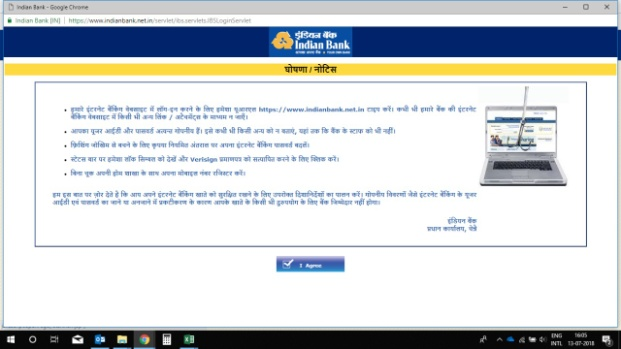 Indian Bank - Google Chrome
Indian Bank [IN] | https://www.indianbank.net.in/servlet/ibs.servlets.IBSLoginServlet
इंडियन बैंक
Indian Bank
घोषणा / नोटिस
हमारे इंटरनेट बैंकिंग वेबसाइट में लॉग-इन करने के लिए हमेशा यूआरएल https://www.indianbank.net.in टाइप करें। कभी भी हमारे बैंक की इंटरनेट
बैंकिंग वेबसाइट में किसी भी अन्य लिंक / अटैचमेंट्स के माध्यम न जाएँ।
आपका यूजर आईडी और पासवर्ड अत्यन्त गोपनीय हैं। इसे कभी भी किसी अन्य को न बताएं, यहां तक कि बैंक के स्टाफ को भी नहीं।
फ़िशिंग जोखिम से बचने के लिए कृपया नियमित अंतराल पर अपना इंटरनेट बैंकिंग पासवर्ड बदलें।
स्टेटस बार पर हमेशा लॉक सिम्बल को देखें और Verisign प्रमाणपत्र को सत्यापित करने के लिए क्लिक करें।
बिना चूक अपनी होम शाखा के साथ अपना मोबाइल नंबर रजिस्टर करें।
हम इस बात पर जोर देते हैं कि आप अपने इंटरनेट बैंकिंग खाते को सुरक्षित रखने के लिए उपरोक्त दिशानिर्देशों का पालन करें। गोपनीय विवरणों जैसे इंटरनेट बैंकिंग के यूजर
आईडी एवं पासवर्ड का जाने या अनजाने में प्रकटीकरण के कारण आपके खाते के किसी भी दुरुपयोग के लिए बैंक जिम्मेदार नहीं होगा।
इंडियन बैंक
प्रधान कार्यालय, चेन्नै
I Agree
ENG 16:05
INTL 13-07-2018